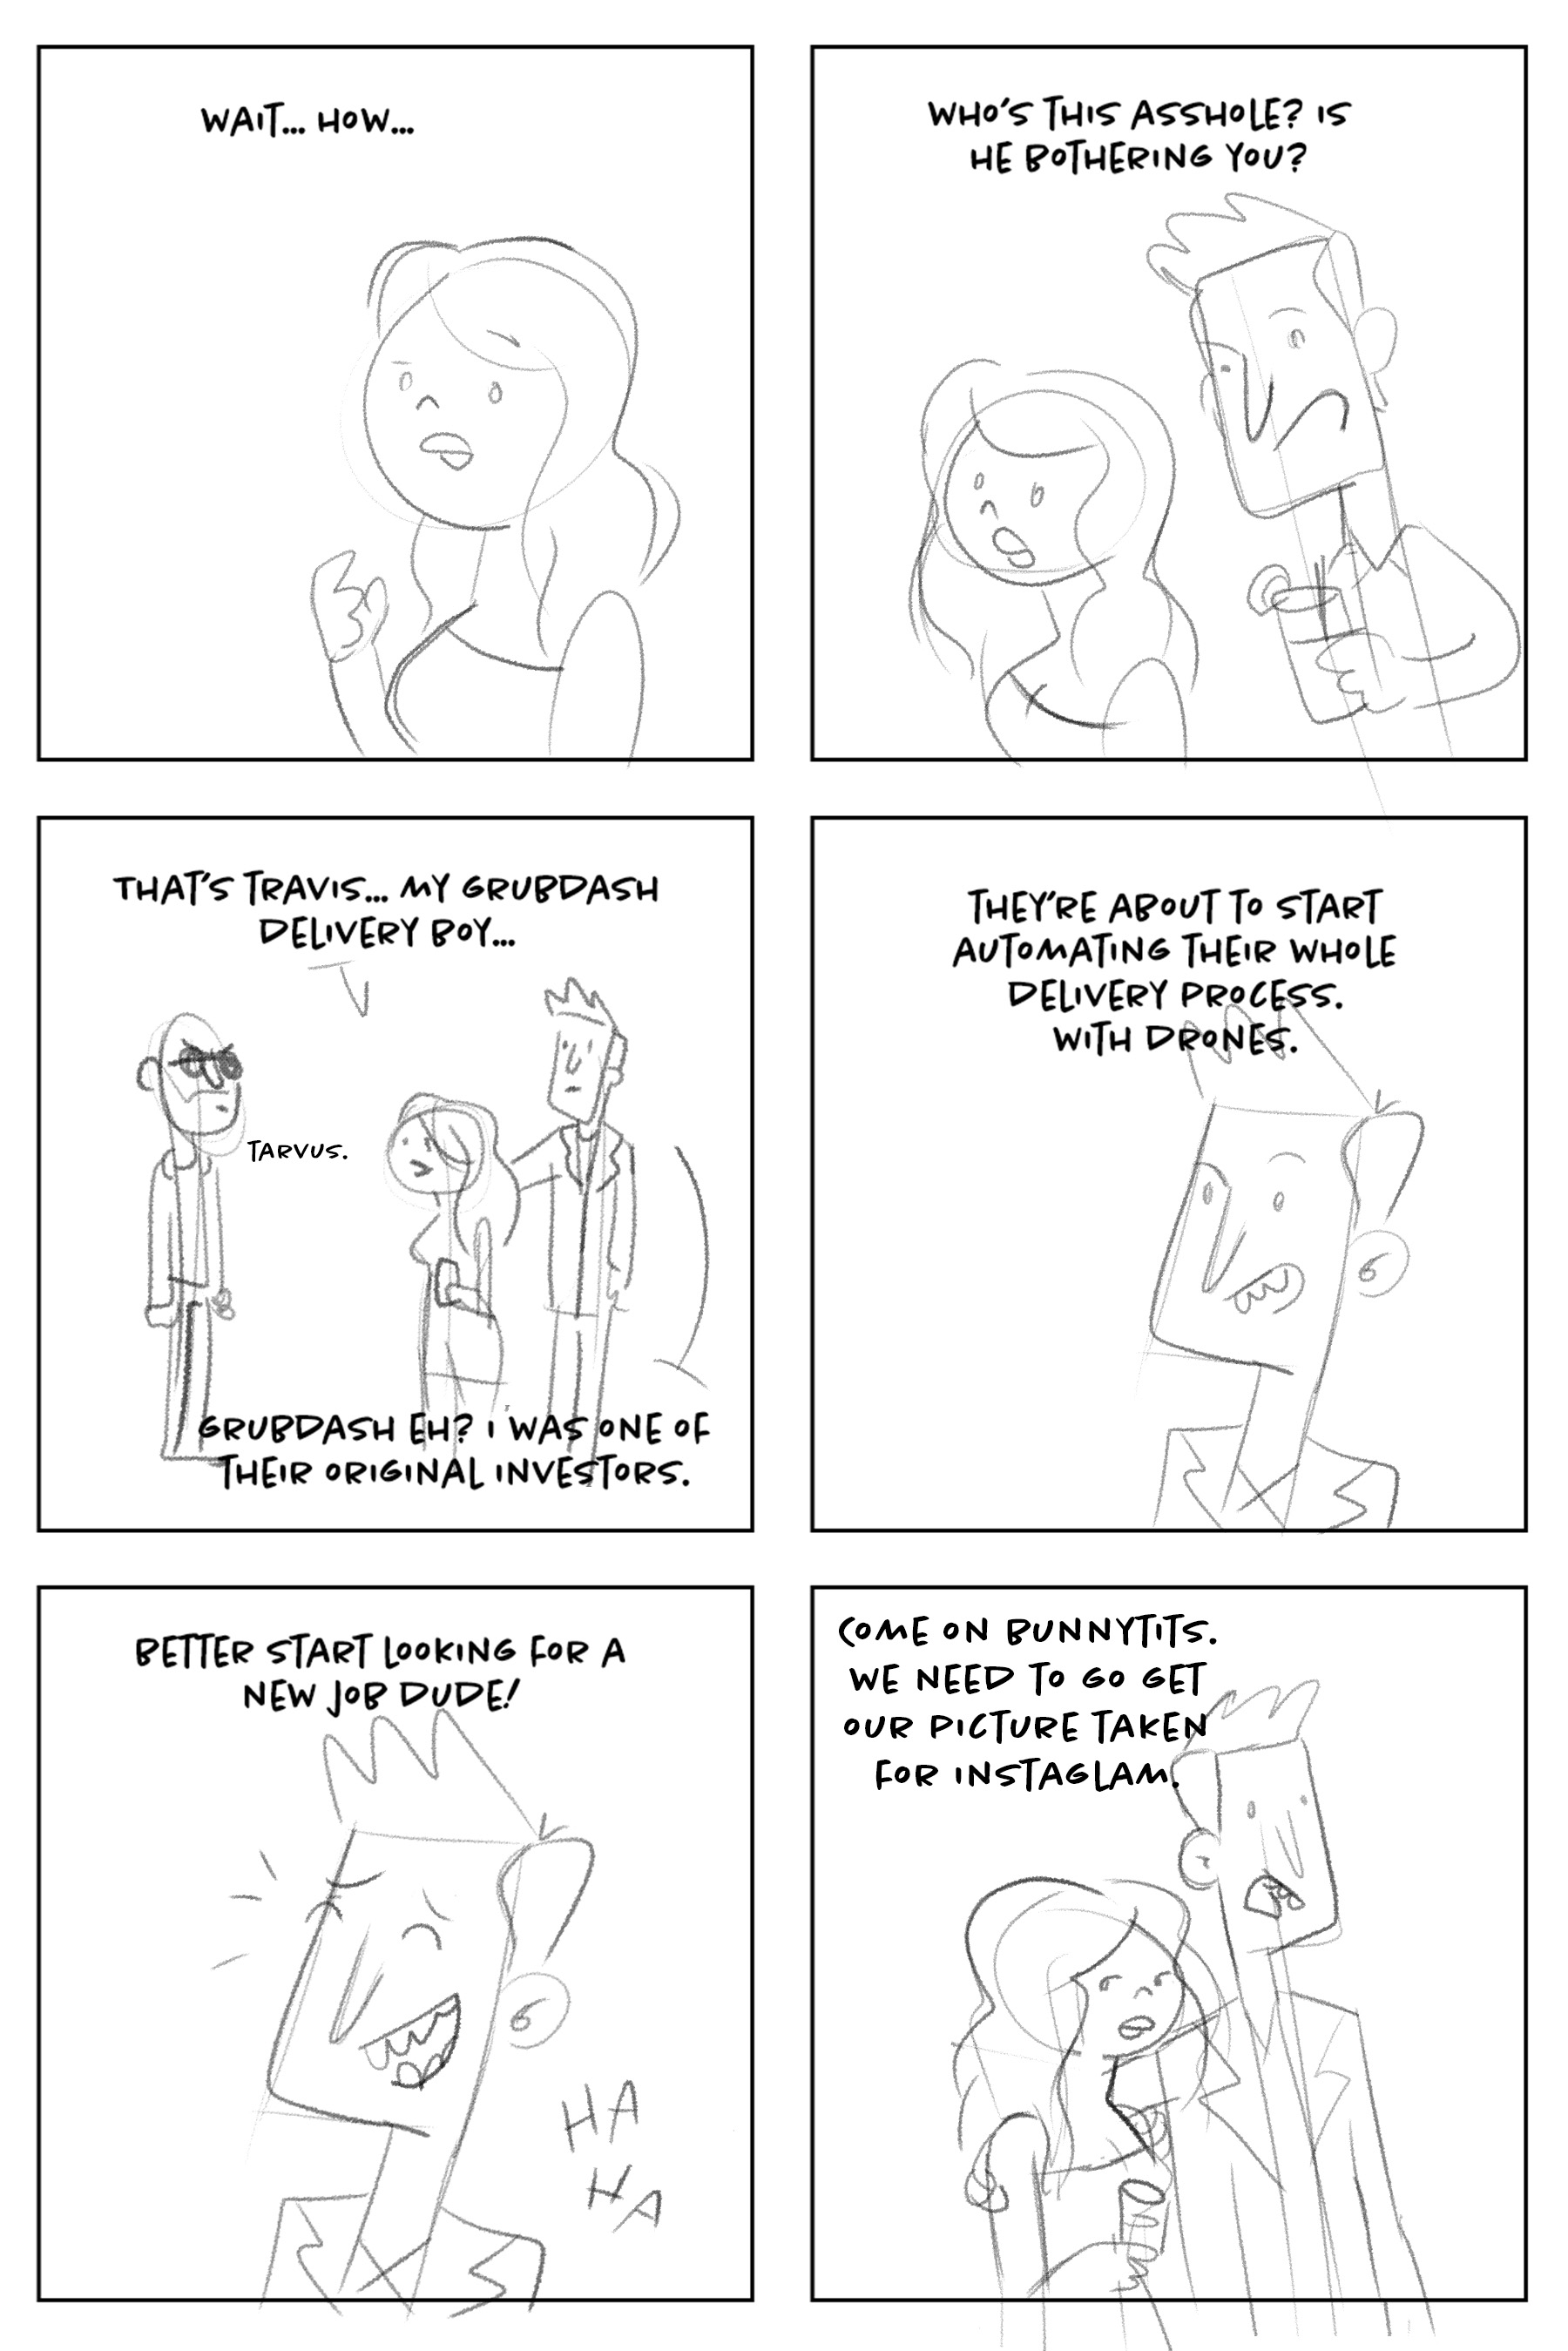 WAIT... HOW...
WHO'S THIS ASSHOLE? IS
HE BOTHERING YOU?
THAT'S TRAVIS... MY GRUBDASH
DELIVERY BOY...
TARVUS.
GRUBDASH EH? I WAS ONE OF
THEIR ORIGINAL INVESTORS.
THEY'RE ABOUT TO START
AUTOMATING THEIR WHOLE
DELIVERY PROCESS.
WITH DRONES.
BETTER START LOOKING FOR A
NEW JOB DUDE!
HA
HA
COME ON BUNNYTITS.
WE NEED TO GO GET
OUR PICTURE TAKEN
FOR INSTAGLAM.